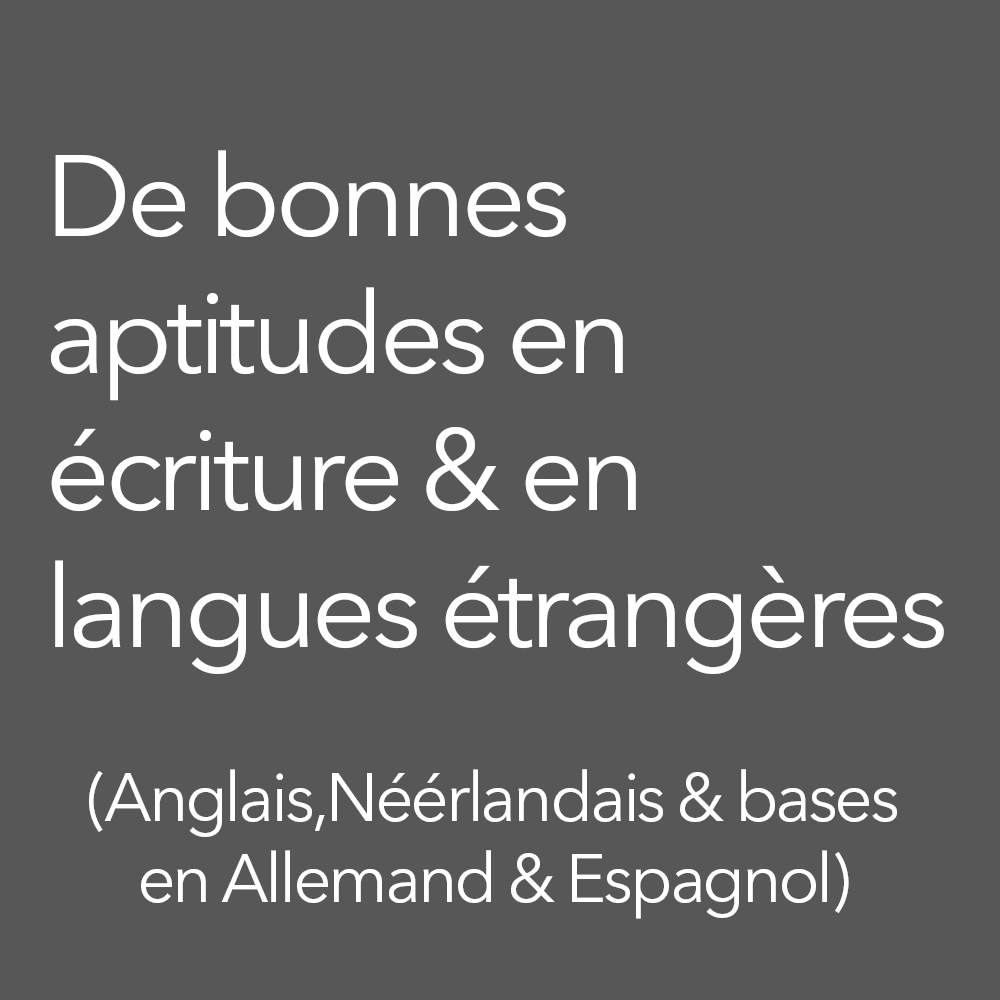 De bonnes
aptitudes en
écriture & en
langues étrangères
(Anglais,Néérlandais & bases
en Allemand & Espagnol)